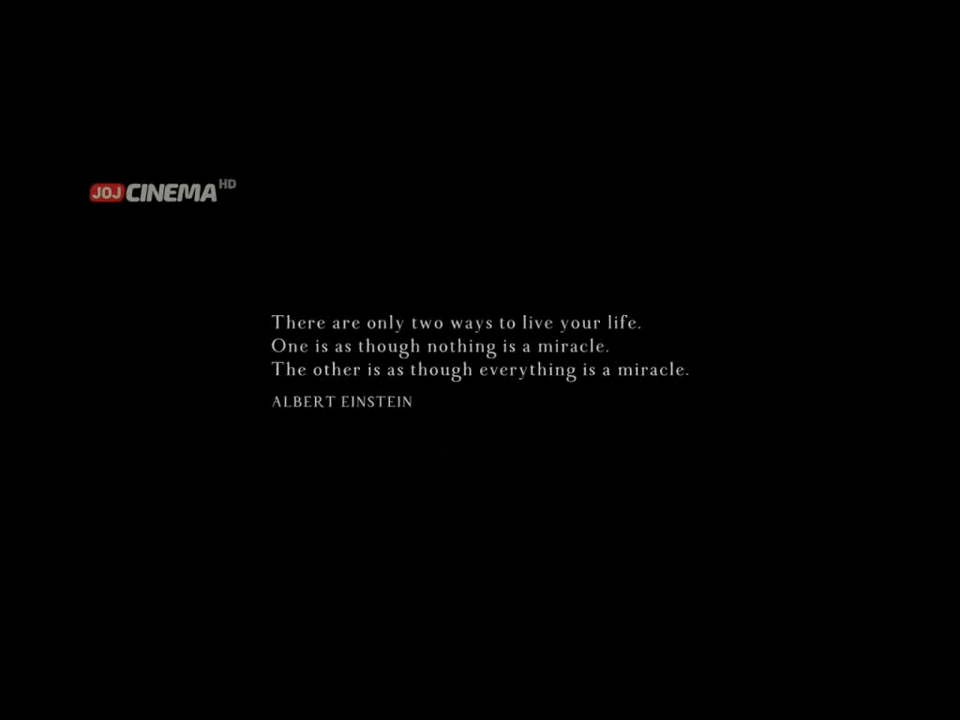 JOJ CINEMA HD
There are only two ways to live your life.
One is as though nothing is a miracle.
The other is as though everything is a miracle.
ALBERT EINSTEIN